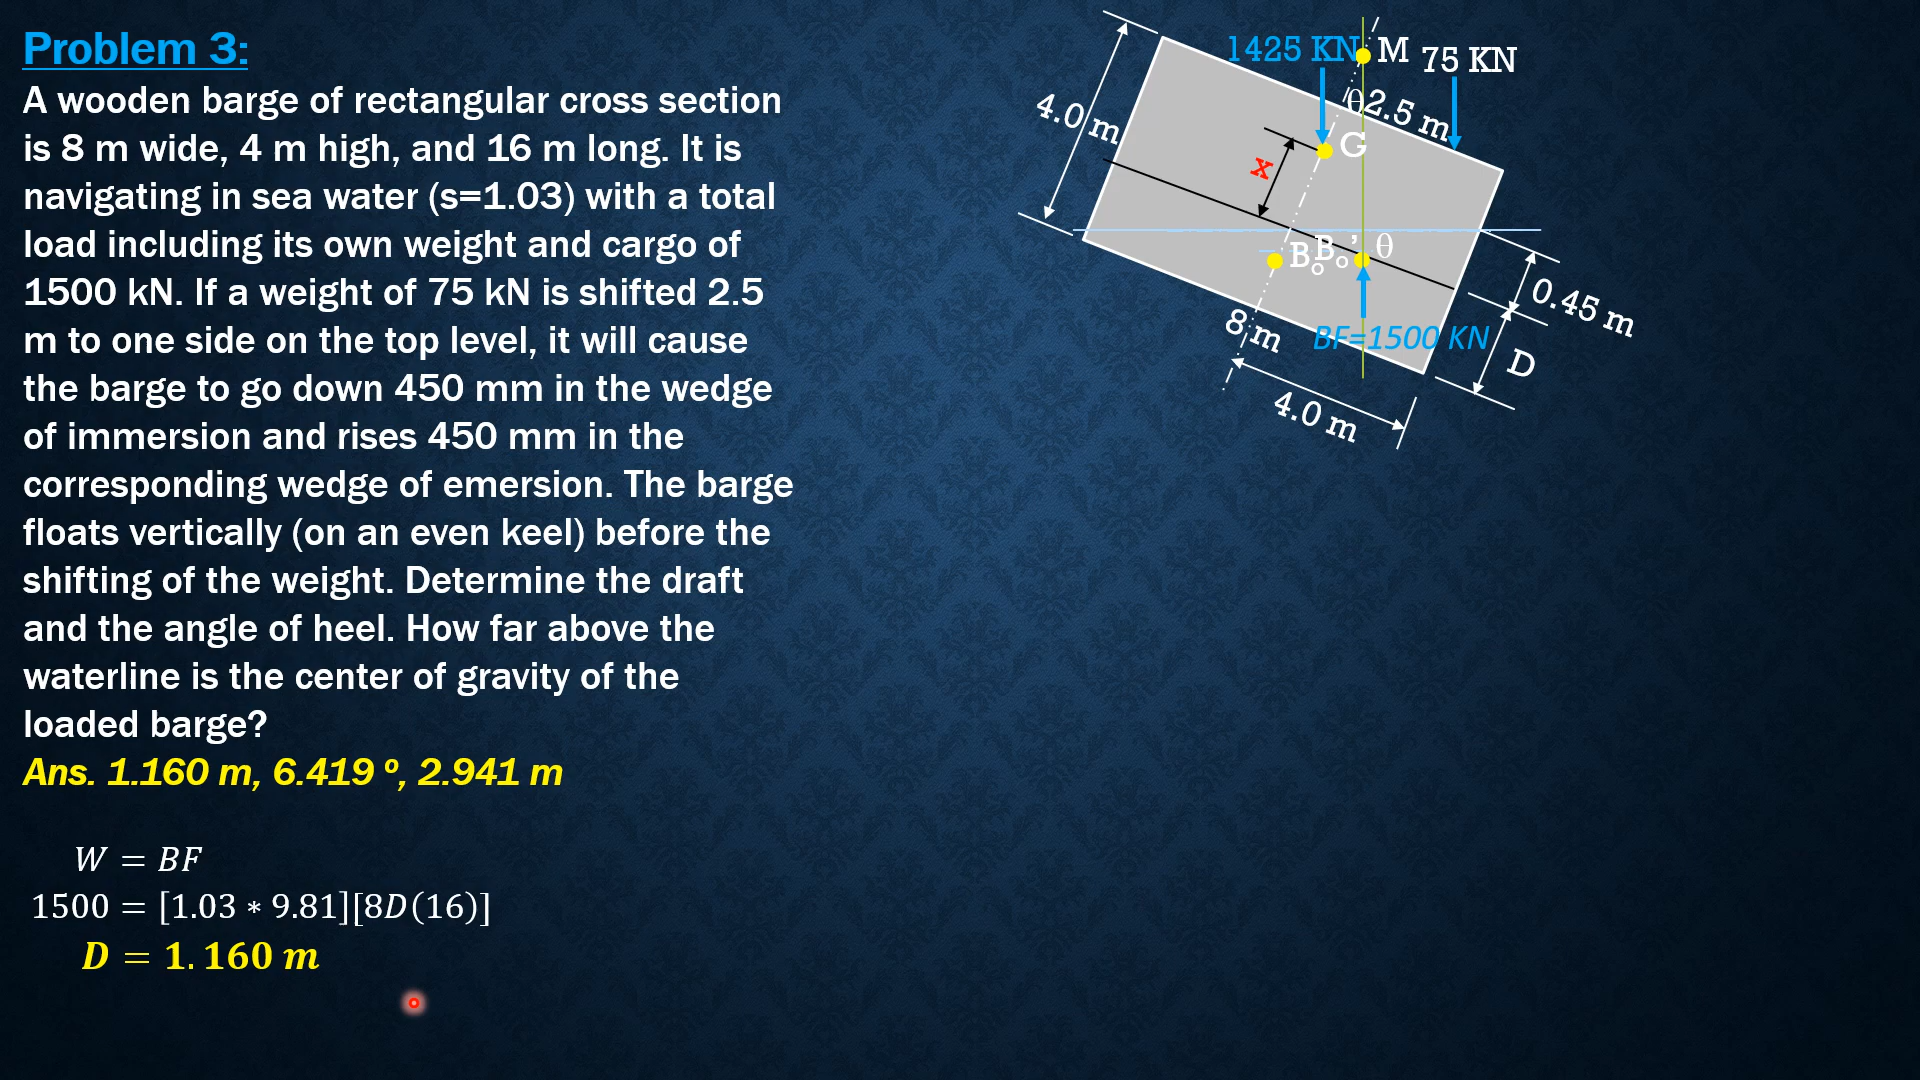 Problem 3:
A wooden barge of rectangular cross section
is 8 m wide, 4 m high, and 16 m long. It is
navigating in sea water (s=1.03) with a total
load including its own weight and cargo of
1500 kN. If a weight of 75 kN is shifted 2.5
m to one side on the top level, it will cause
the barge to go down 450 mm in the wedge
of immersion and rises 450 mm in the
corresponding wedge of emersion. The barge
floats vertically (on an even keel) before the
shifting of the weight. Determine the draft
and the angle of heel. How far above the
waterline is the center of gravity of the
loaded barge?
Ans. 1.160 m, 6.419 º, 2.941 m
W = BF
1500 = [1.03 * 9.81][8D(16)]
D = 1.160 m
1425 KN
M
75 KN
4.0 m
θ
2.5 m
G
x
Bo
Bo'
θ
0.45 m
8 m
BF=1500 KN
D
4.0 m